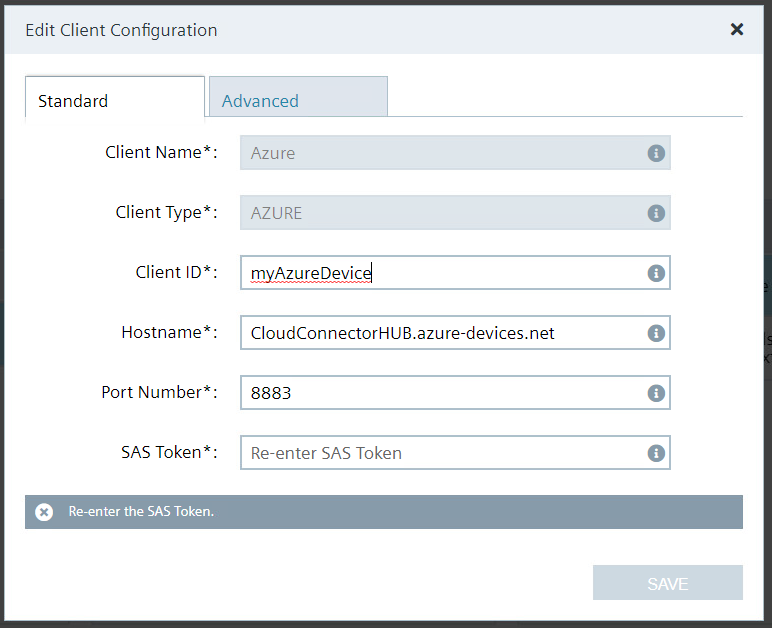 Edit Client Configuration
Standard
Advanced
Client Name*:
Azure
Client Type*:
AZURE
Client ID*:
myAzureDevice
Hostname*:
CloudConnectorHUB.azure-devices.net
Port Number*:
8883
SAS Token*:
Re-enter SAS Token
Re-enter the SAS Token.
SAVE